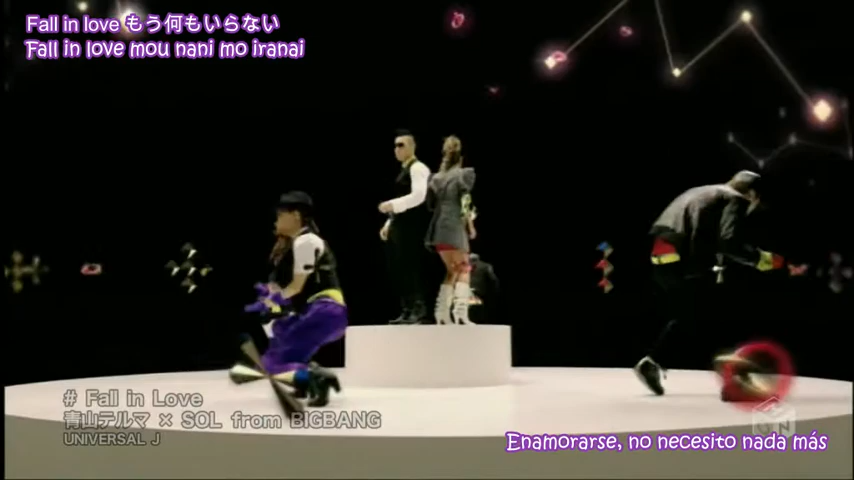 Fall in love もう何もいらない
Fall in love mou nani mo iranai
# Fall in Love
青山テルマ × SOL from BIGBANG
UNIVERSAL J
Enamorarse, no necesito nada más